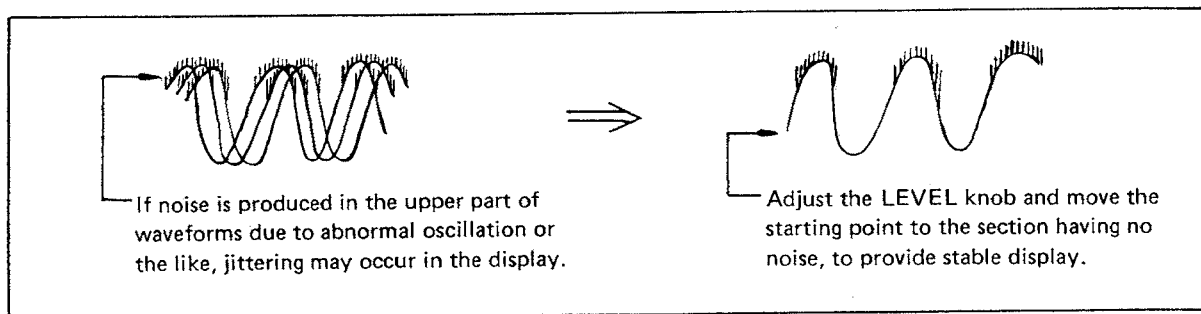 If noise is produced in the upper part of
waveforms due to abnormal oscillation or
the like, jittering may occur in the display.
Adjust the LEVEL knob and move the
starting point to the section having no
noise, to provide stable display.